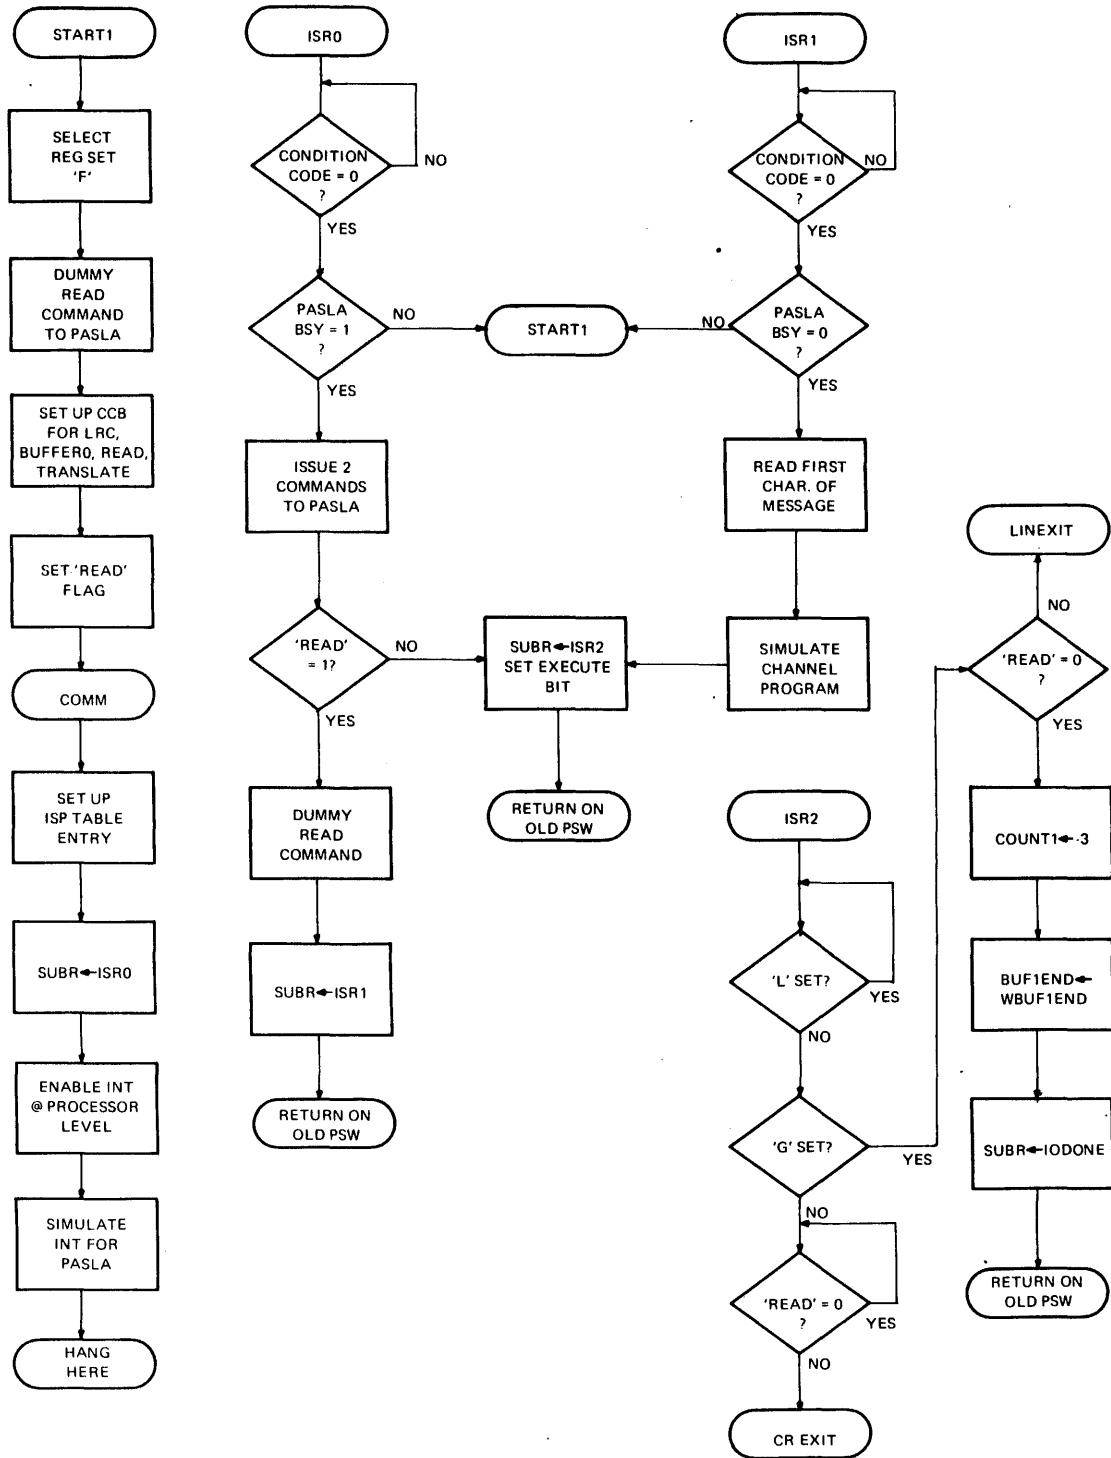 START1
SELECT
REG SET
'F'
DUMMY
READ
COMMAND
TO PASLA
SET UP CCB
FOR LRC,
BUFFER0, READ,
TRANSLATE
SET 'READ'
FLAG
COMM
SET UP
ISP TABLE
ENTRY
SUBR←ISR0
ENABLE INT
@ PROCESSOR
LEVEL
SIMULATE
INT FOR
PASLA
HANG
HERE
ISR0
CONDITION
CODE = 0
?
NO
YES
PASLA
BSY = 1
?
NO
YES
ISSUE 2
COMMANDS
TO PASLA
'READ'
= 1?
NO
YES
DUMMY
READ
COMMAND
SUBR←ISR1
RETURN ON
OLD PSW
START1
SUBR←ISR2
SET EXECUTE
BIT
RETURN ON
OLD PSW
ISR1
CONDITION
CODE = 0
?
NO
YES
PASLA
BSY = 0
?
NO
YES
READ FIRST
CHAR. OF
MESSAGE
SIMULATE
CHANNEL
PROGRAM
ISR2
'L' SET?
YES
NO
'G' SET?
YES
NO
'READ' = 0
?
YES
NO
CR EXIT
LINEXIT
NO
'READ' = 0
?
YES
COUNT1←-3
BUF1END←
WBUF1END
SUBR←IODONE
RETURN ON
OLD PSW